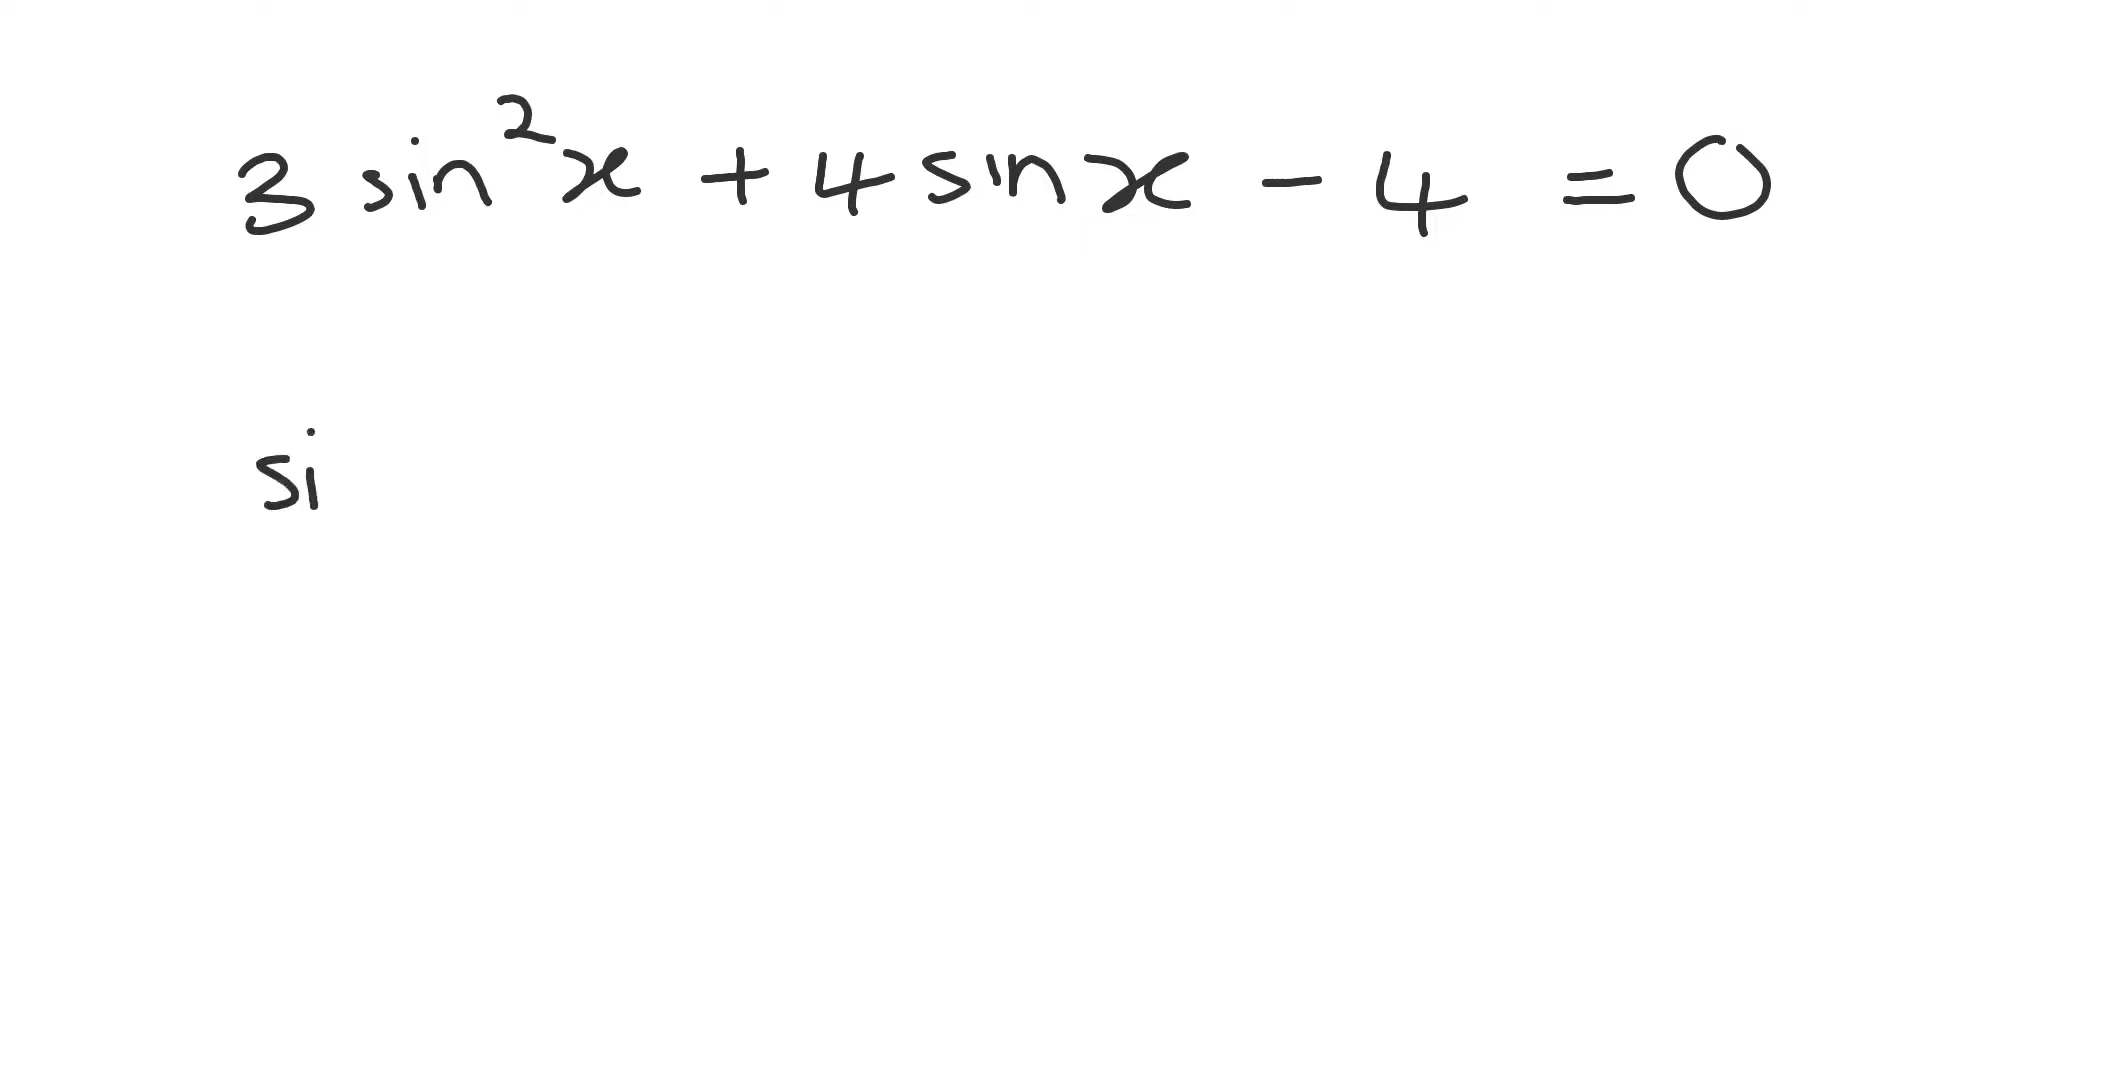 3 sin²x + 4 sin x - 4 = 0
si